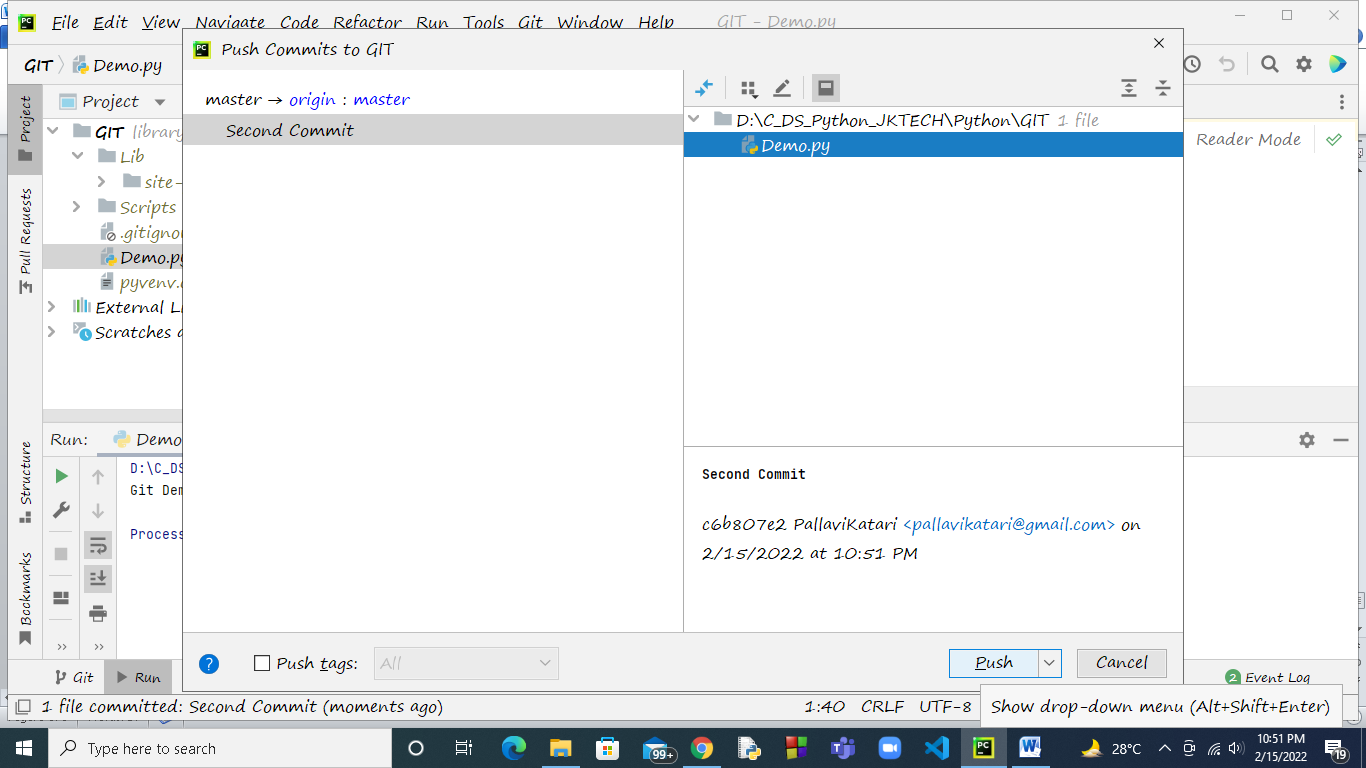 File Edit View Navigate Code Refactor Run Tools Git Window Help GIT - Demo.py
Push Commits to GIT
GIT Demo.py
Project
master → origin : master
Second Commit
D:\C_DS_Python_JKTECH\Python\GIT 1 file
Demo.py
Reader Mode
Project
Pull Requests
Structure
Bookmarks
GIT library
Lib
site-
Scripts
.gitigno
Demo.py
pyvenv.
External Li
Scratches a
Run: Demo
D:\C_DS
Git Dem
Process
Second Commit
c6b807e2 PallaviKatari <pallavikatari@gmail.com> on
2/15/2022 at 10:51 PM
? Push tags: All Push Cancel
Git Run 2 Event Log
1 file committed: Second Commit (moments ago) 1:40 CRLF UTF-8
Show drop-down menu (Alt+Shift+Enter)
Type here to search 99+ 28°C 10:51 PM
2/15/2022 19